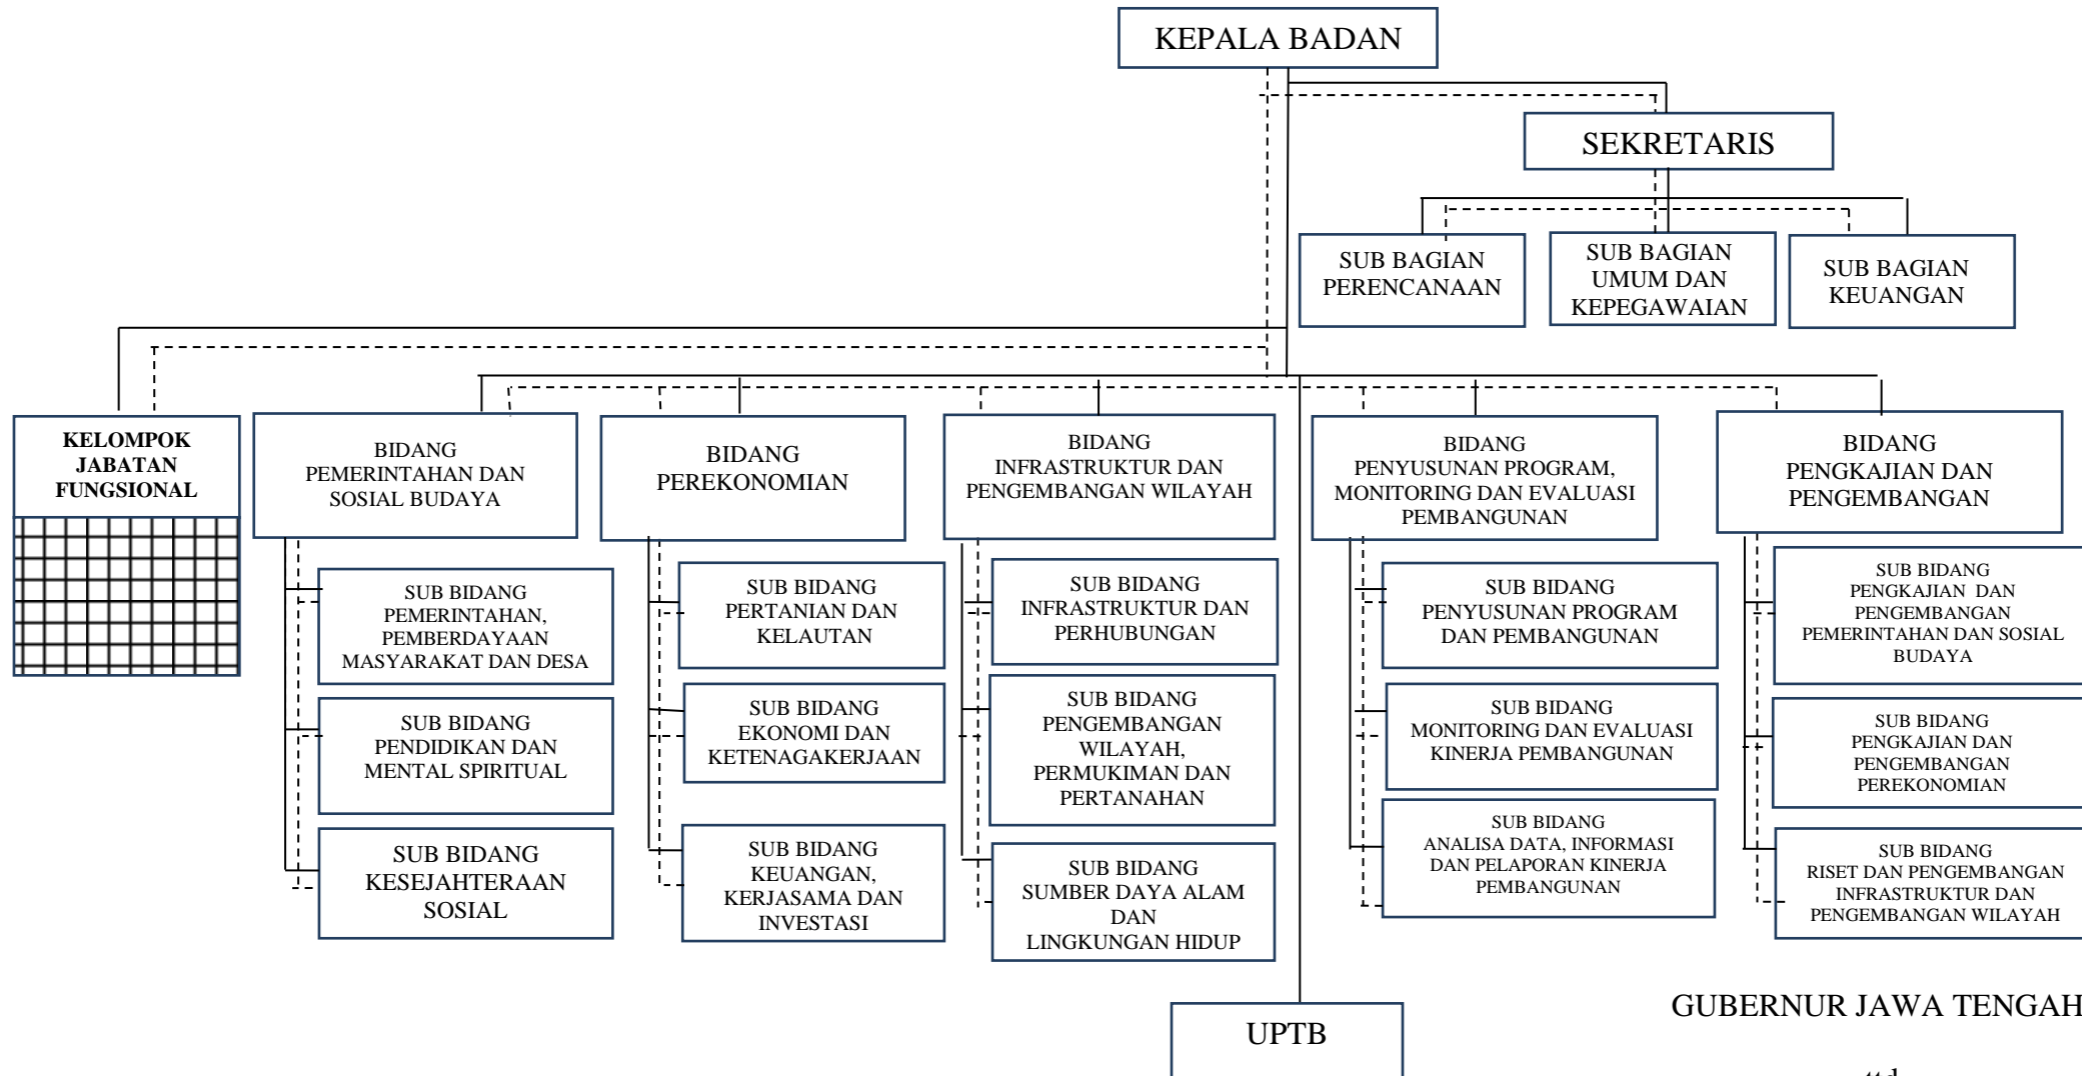 KEPALA BADAN
SEKRETARIS
SUB BAGIAN
PERENCANAAN
SUB BAGIAN
UMUM DAN
KEPEGAWAIAN
SUB BAGIAN
KEUANGAN
KELOMPOK
JABATAN
FUNGSIONAL
BIDANG
PEMERINTAHAN DAN
SOSIAL BUDAYA
BIDANG
PEREKONOMIAN
BIDANG
INFRASTRUKTUR DAN
PENGEMBANGAN WILAYAH
BIDANG
PENYUSUNAN PROGRAM,
MONITORING DAN EVALUASI
PEMBANGUNAN
BIDANG
PENGKAJIAN DAN
PENGEMBANGAN
SUB BIDANG
PEMERINTAHAN,
PEMBERDAYAAN
MASYARAKAT DAN DESA
SUB BIDANG
PENDIDIKAN DAN
MENTAL SPIRITUAL
SUB BIDANG
KESEJAHTERAAN
SOSIAL
SUB BIDANG
PERTANIAN DAN
KELAUTAN
SUB BIDANG
EKONOMI DAN
KETENAGAKERJAAN
SUB BIDANG
KEUANGAN,
KERJASAMA DAN
INVESTASI
SUB BIDANG
INFRASTRUKTUR DAN
PERHUBUNGAN
SUB BIDANG
PENGEMBANGAN
WILAYAH,
PERMUKIMAN DAN
PERTANAHAN
SUB BIDANG
SUMBER DAYA ALAM
DAN
LINGKUNGAN HIDUP
SUB BIDANG
PENYUSUNAN PROGRAM
DAN PEMBANGUNAN
SUB BIDANG
MONITORING DAN EVALUASI
KINERJA PEMBANGUNAN
SUB BIDANG
ANALISA DATA, INFORMASI
DAN PELAPORAN KINERJA
PEMBANGUNAN
SUB BIDANG
PENGKAJIAN DAN
PENGEMBANGAN
PEMERINTAHAN DAN SOSIAL
BUDAYA
SUB BIDANG
PENGKAJIAN DAN
PENGEMBANGAN
PEREKONOMIAN
SUB BIDANG
RISET DAN PENGEMBANGAN
INFRASTRUKTUR DAN
PENGEMBANGAN WILAYAH
UPTB
GUBERNUR JAWA TENGAH